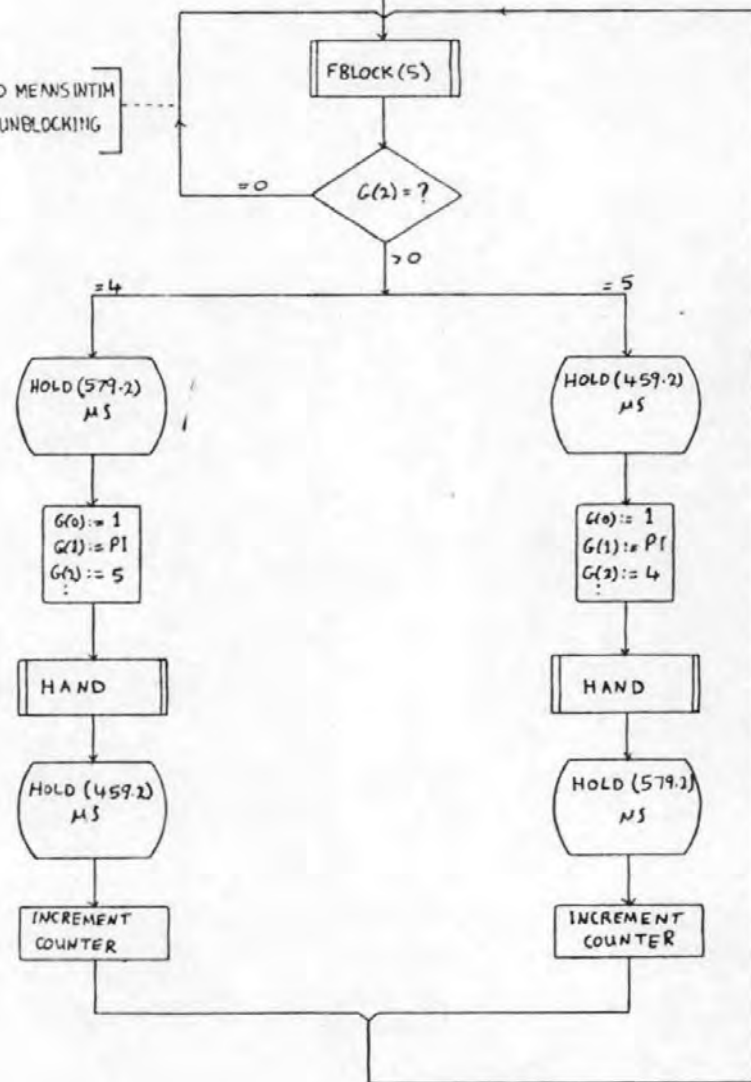 FBLOCK(5)
MEANS INTIM
UNBLOCKING
=0
G(2) = ?
>0
=4
=5
HOLD(579.2)
μS
HOLD(459.2)
μS
G(0):= 1
G(1):= PI
G(2):= 5
:
G(0):= 1
G(1):= PI
G(2):= 4
:
HAND
HAND
HOLD(459.2)
μS
HOLD(579.2)
μS
INCREMENT
COUNTER
INCREMENT
COUNTER